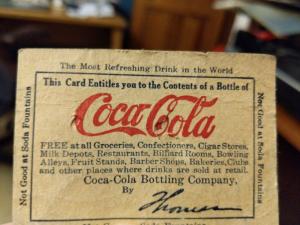 The Most Refreshing Drink in the World
This Card Entitles you to the Contents of a Bottle of
Coca-Cola
FREE at all Groceries, Confectioners, Cigar Stores,
Milk Depots, Restaurants, Billiard Rooms, Bowling
Alleys, Fruit Stands, Barber Shops, Bakeries, Clubs
and other places where drinks are sold at retail.
Coca-Cola Bottling Company,
By
Thomas
Not Good at Soda Fountains
Not Good at Soda Fountains